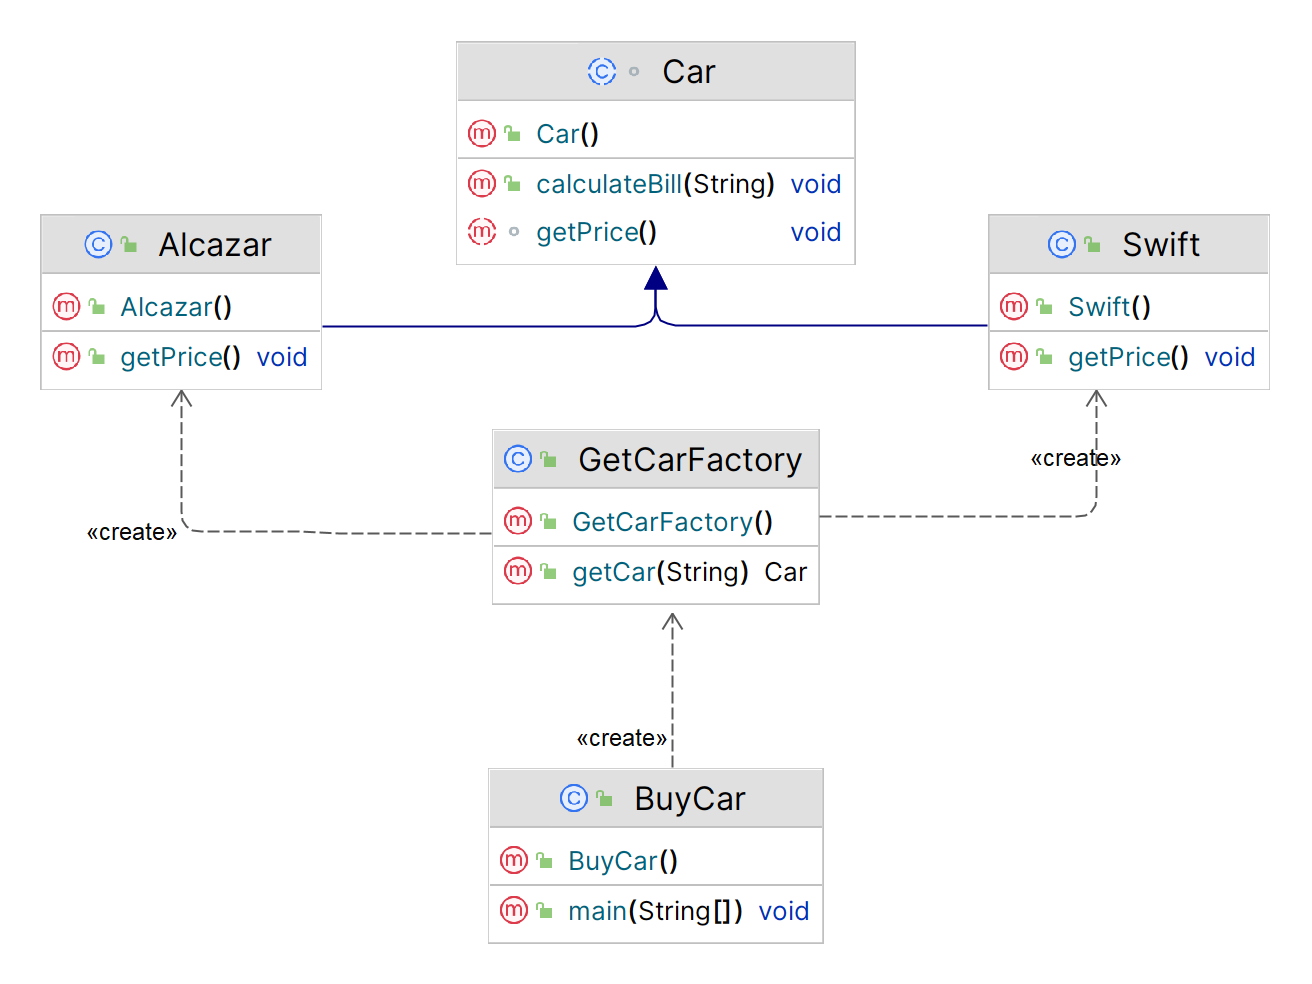 Car
Car()
calculateBill(String) void
getPrice() void
Alcazar
Alcazar()
getPrice() void
Swift
Swift()
getPrice() void
«create»
«create»
GetCarFactory
GetCarFactory()
getCar(String) Car
«create»
BuyCar
BuyCar()
main(String[]) void